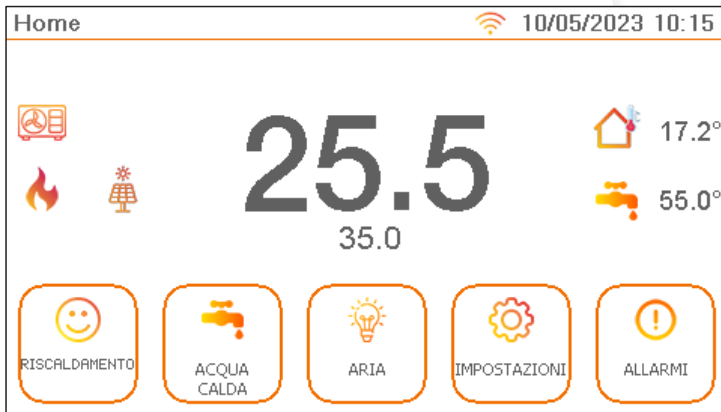 Home
10/05/2023 10:15
25.5
35.0
17.2°
55.0°
RISCALDAMENTO
ACQUA
CALDA
ARIA
IMPOSTAZIONI
ALLARMI